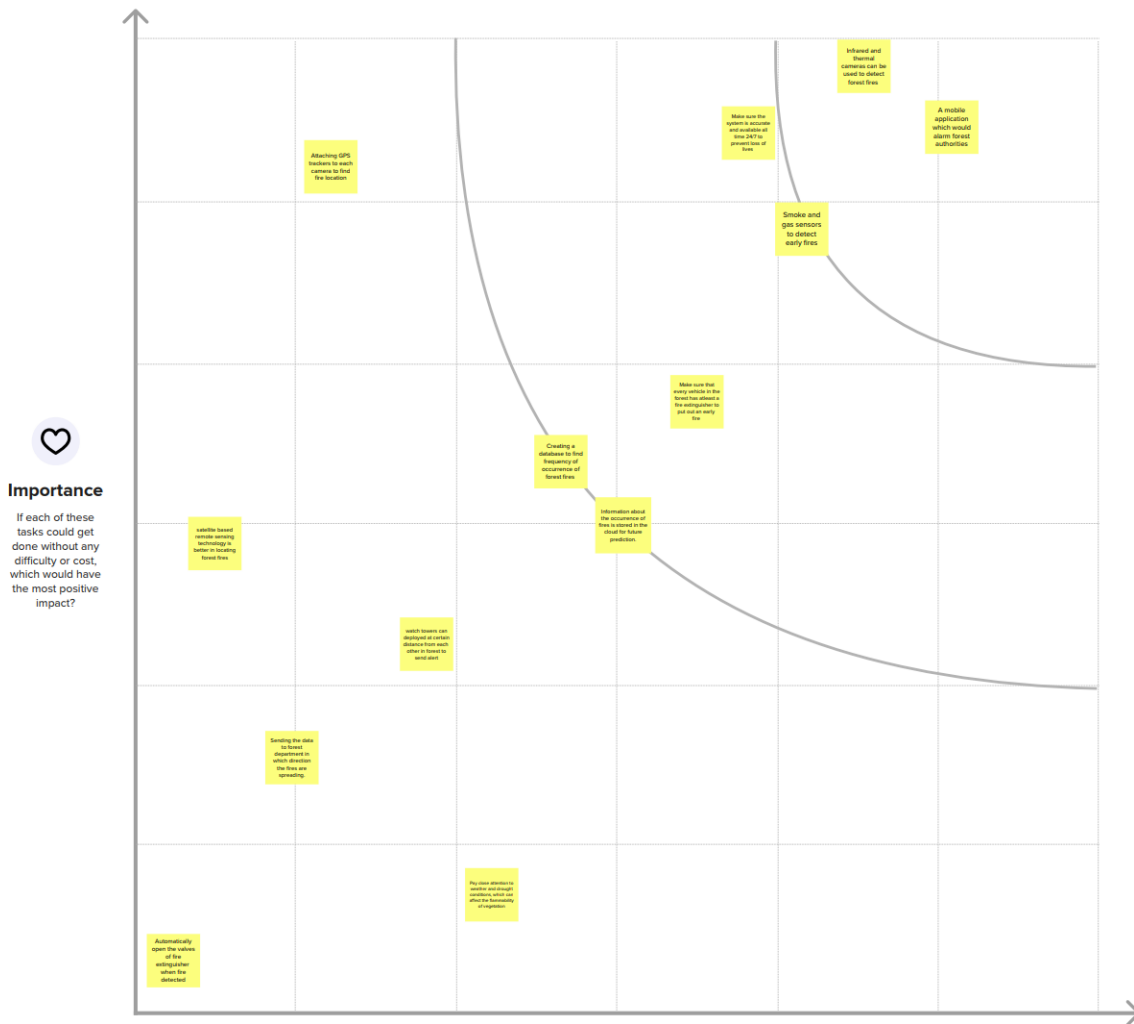 Infrared and
thermal
cameras can be
used to detect
forest fires
A mobile
application
which would
alarm forest
authorities
Make sure the
system is accurate
and available all
time 24/7 to
prevent loss of
lives
Attaching GPS
trackers to each
camera to find
fire location
Smoke and
gas sensors
to detect
early fires
Make sure that
every vehicle in the
forest has atleast a
fire extinguisher to
put out an early
fire
Creating a
database to find
frequency of
occurrence of
forest fires
Importance
If each of these
tasks could get
done without any
difficulty or cost,
which would have
the most positive
impact?
Information about
the occurrence of
fires is stored in the
cloud for future
prediction.
satellite based
remote sensing
technology is
better in locating
forest fires
watch towers can
deployed at certain
distance from each
other in forest to
send alert
Sending the data
to forest
department in
which direction
the fires are
spreading.
Pay close attention to
weather and drought
conditions, which can
affect the flammability
of vegetation
Automatically
open the valves
of fire
extinguisher
when fire
detected